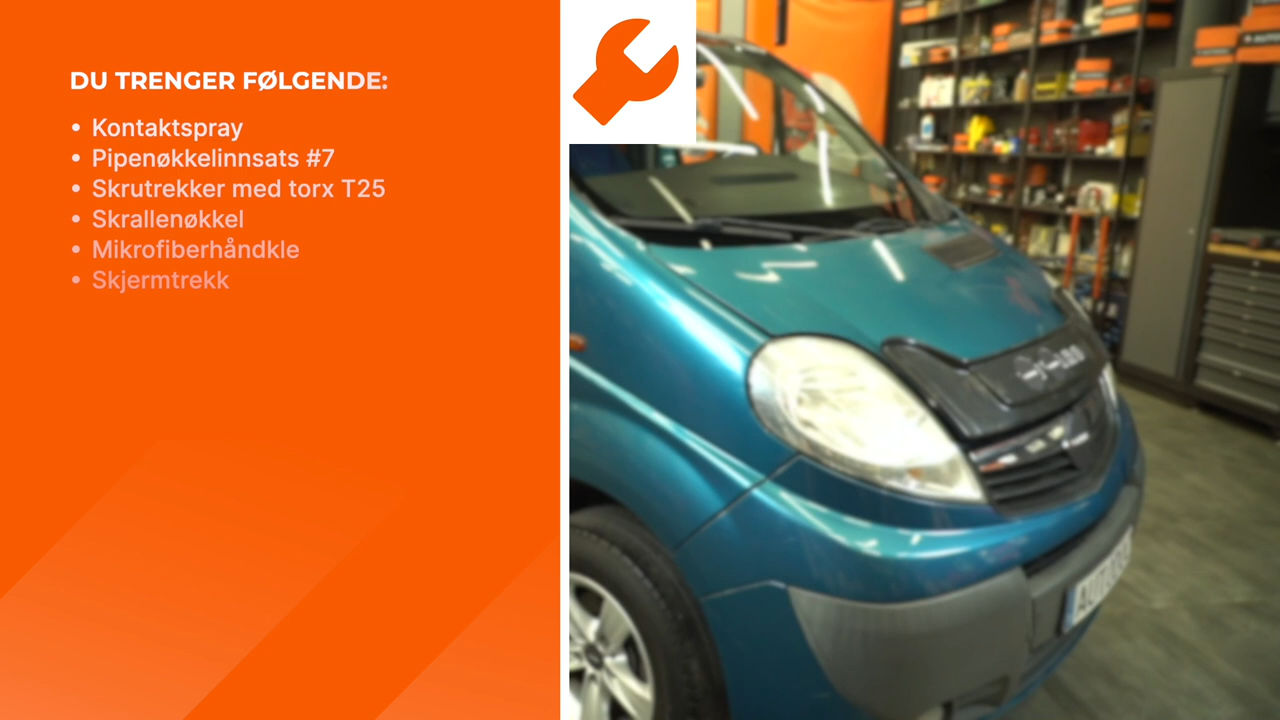 DU TRENGER FØLGENDE:
• Kontaktspray
• Pipenøkkelinnsats #7
• Skrutrekker med torx T25
• Skrallenøkkel
• Mikrofiberhåndkle
• Skjermtrekk